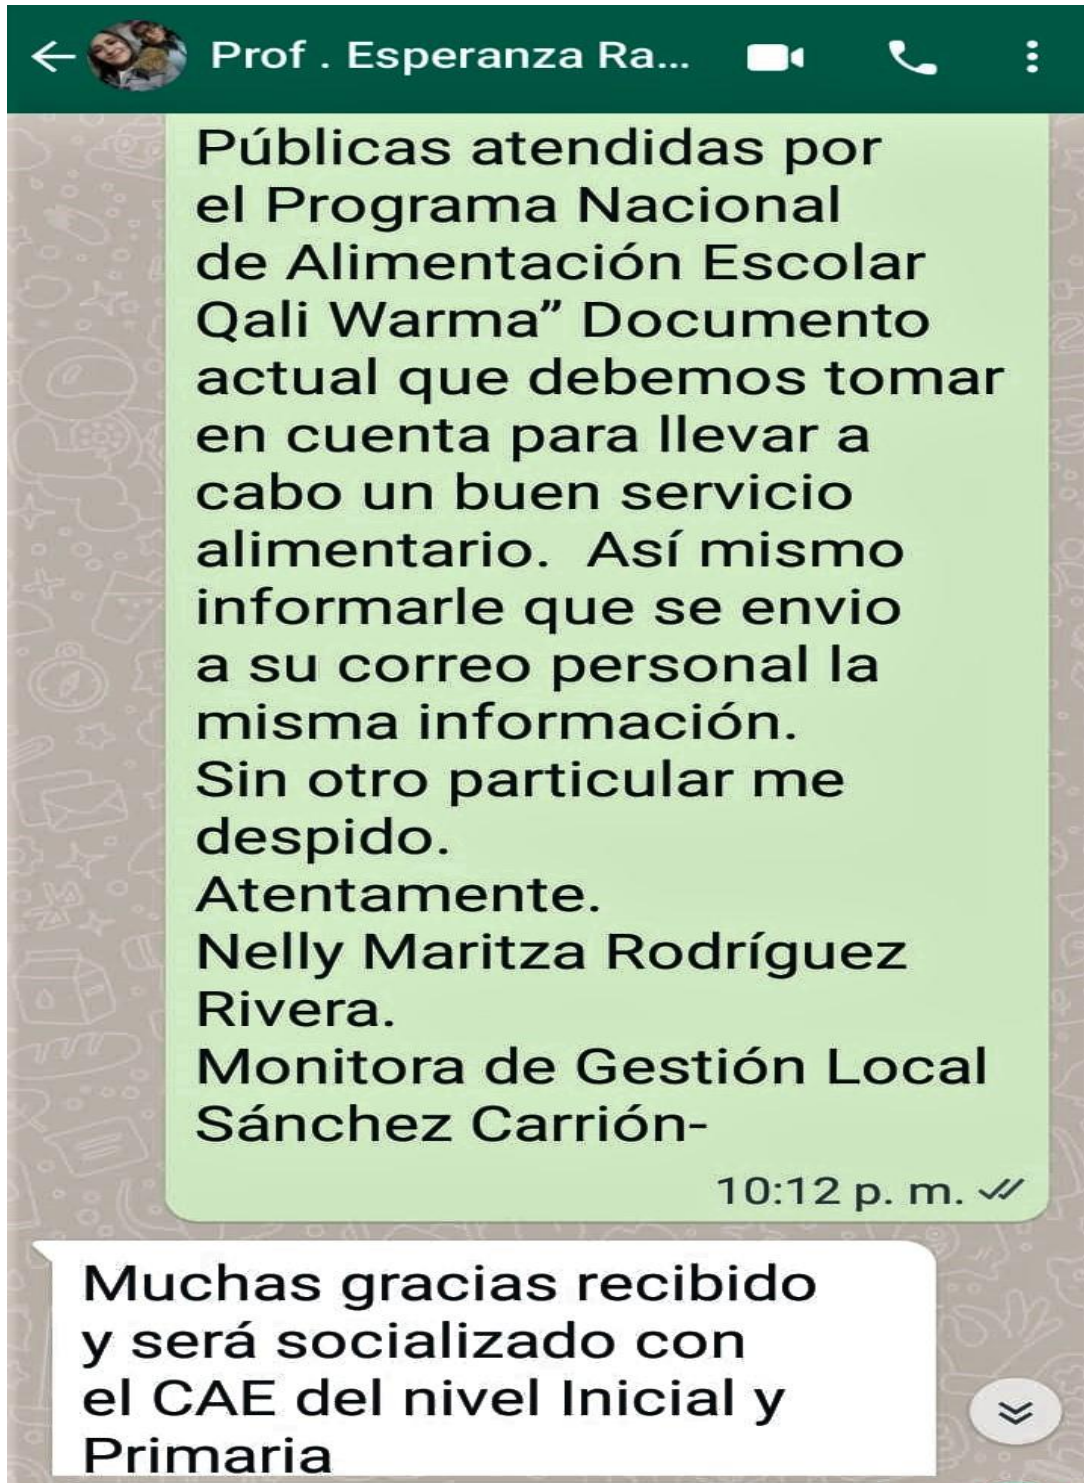 Prof . Esperanza Ra...
Públicas atendidas por
el Programa Nacional
de Alimentación Escolar
Qali Warma” Documento
actual que debemos tomar
en cuenta para llevar a
cabo un buen servicio
alimentario.  Así mismo
informarle que se envio
a su correo personal la
misma información.
Sin otro particular me
despido.
Atentamente.
Nelly Maritza Rodríguez
Rivera.
Monitora de Gestión Local
Sánchez Carrión-
10:12 p. m.
Muchas gracias recibido
y será socializado con
el CAE del nivel Inicial y
Primaria